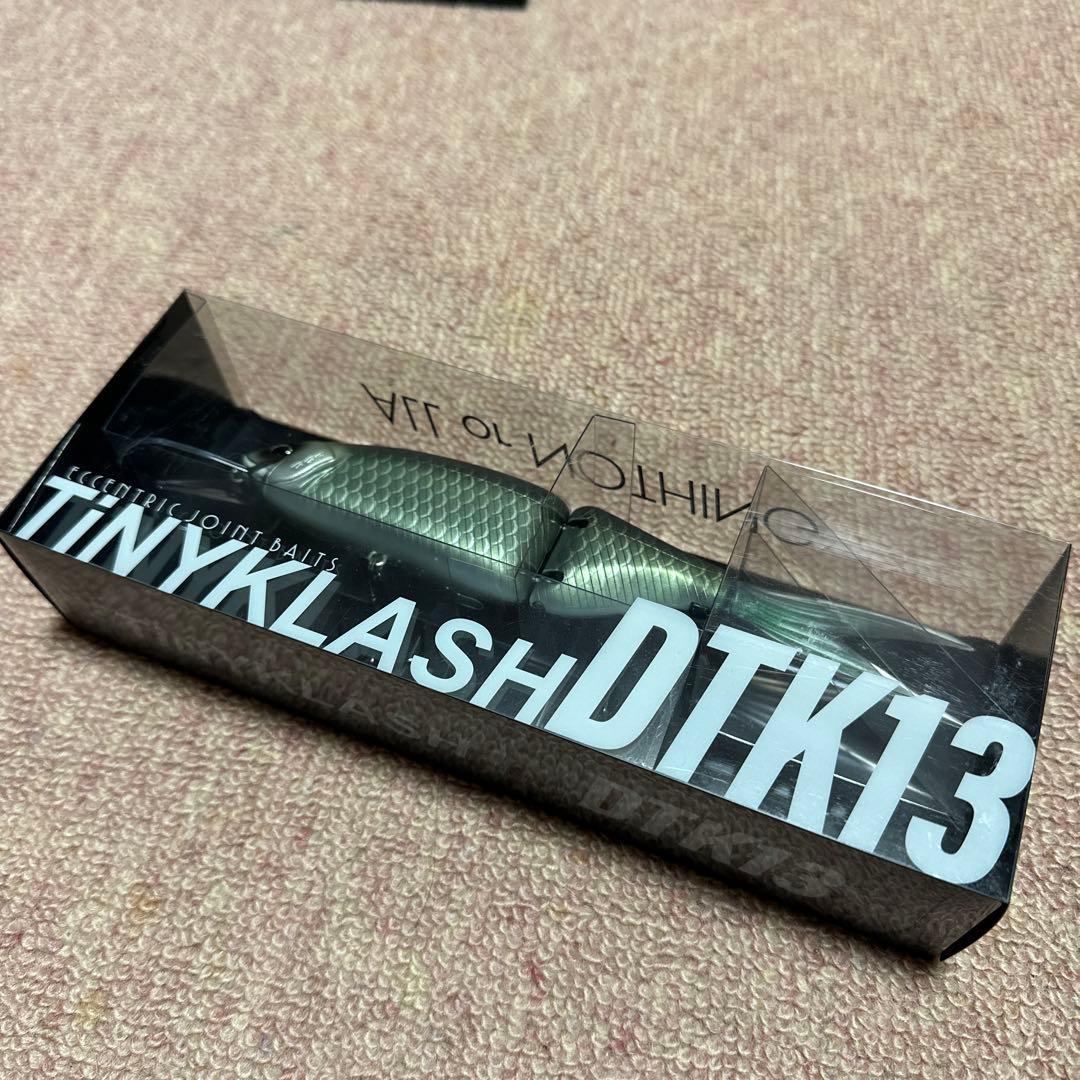 ALL or NOTHING
ECCENTRIC JOINT BAITS
TiNYKLASH DTK13
TiNYKLASH DTK13